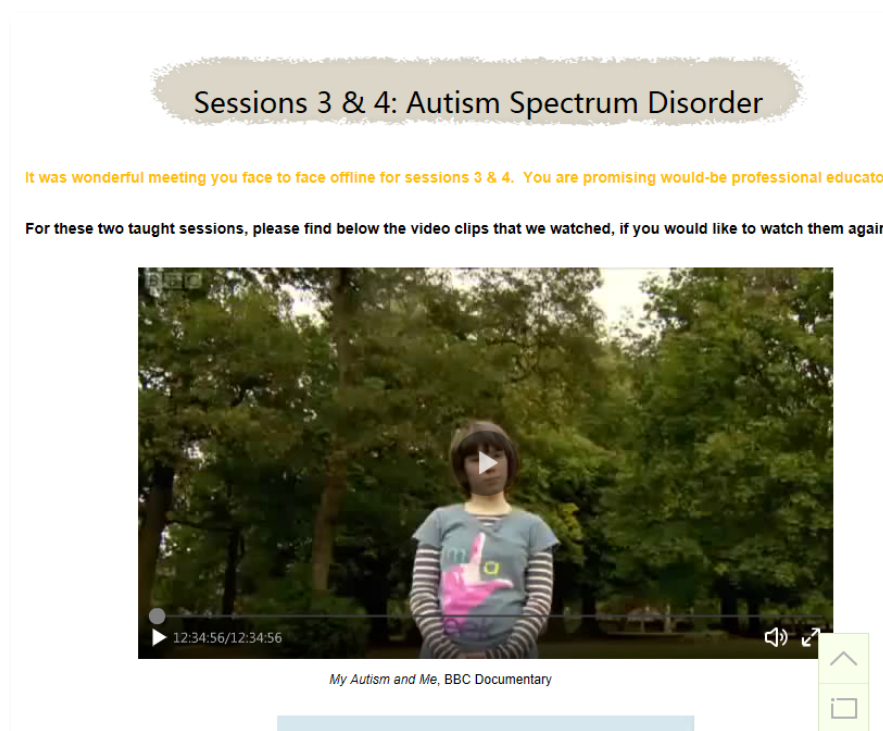 Sessions 3 & 4: Autism Spectrum Disorder
It was wonderful meeting you face to face offline for sessions 3 & 4. You are promising would-be professional educato
For these two taught sessions, please find below the video clips that we watched, if you would like to watch them again
BBC
12:34:56/12:34:56
My Autism and Me, BBC Documentary